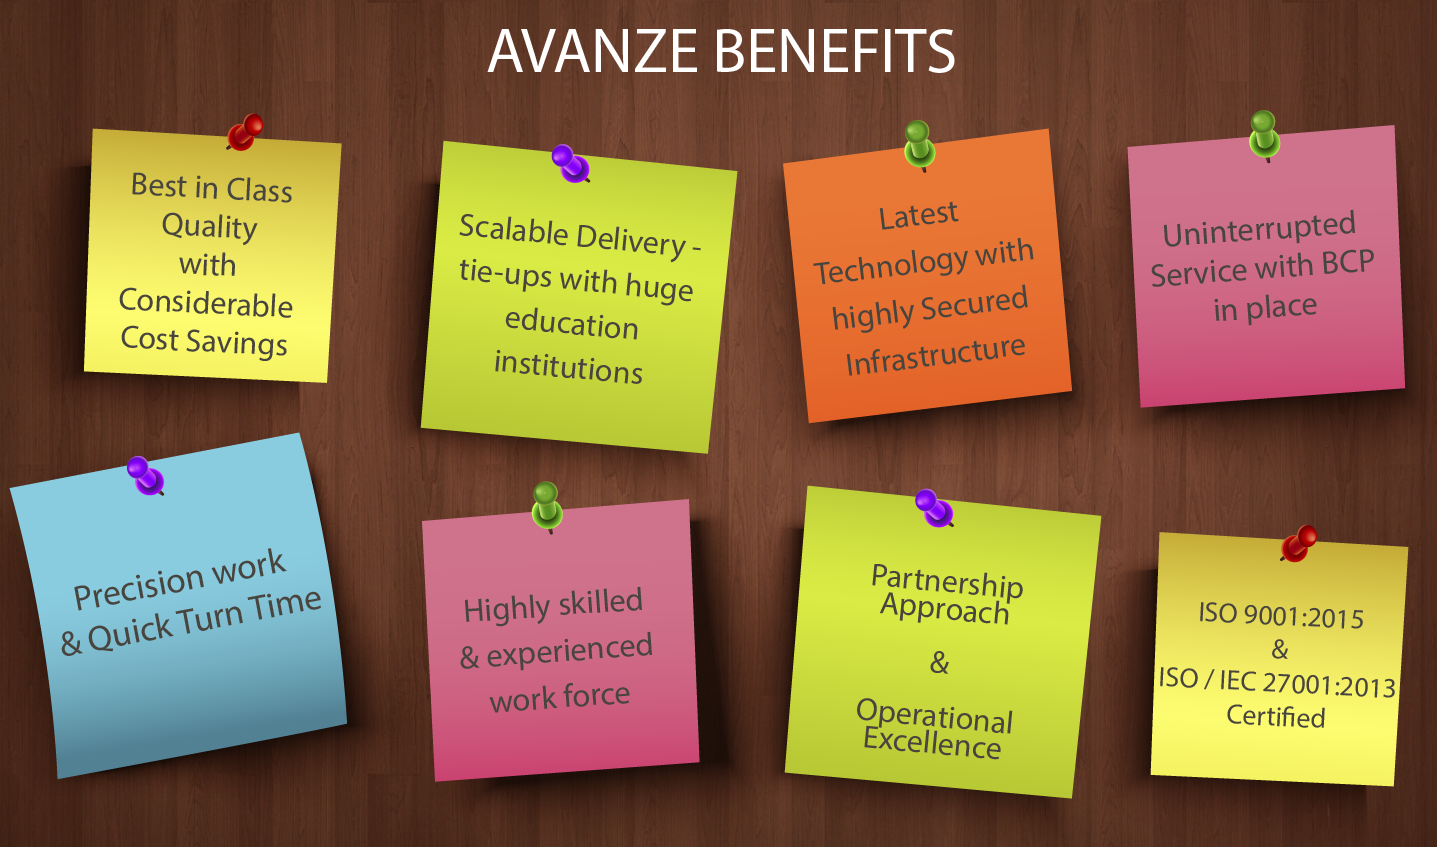 AVANZE BENEFITS
Best in Class
Quality
with
Considerable
Cost Savings
Scalable Delivery -
tie-ups with huge
education
institutions
Latest
Technology with
highly Secured
Infrastructure
Uninterrupted
Service with BCP
in place
Precision work
& Quick Turn Time
Highly skilled
& experienced
work force
Partnership
Approach
&
Operational
Excellence
ISO 9001:2015
&
ISO / IEC 27001:2013
Certified